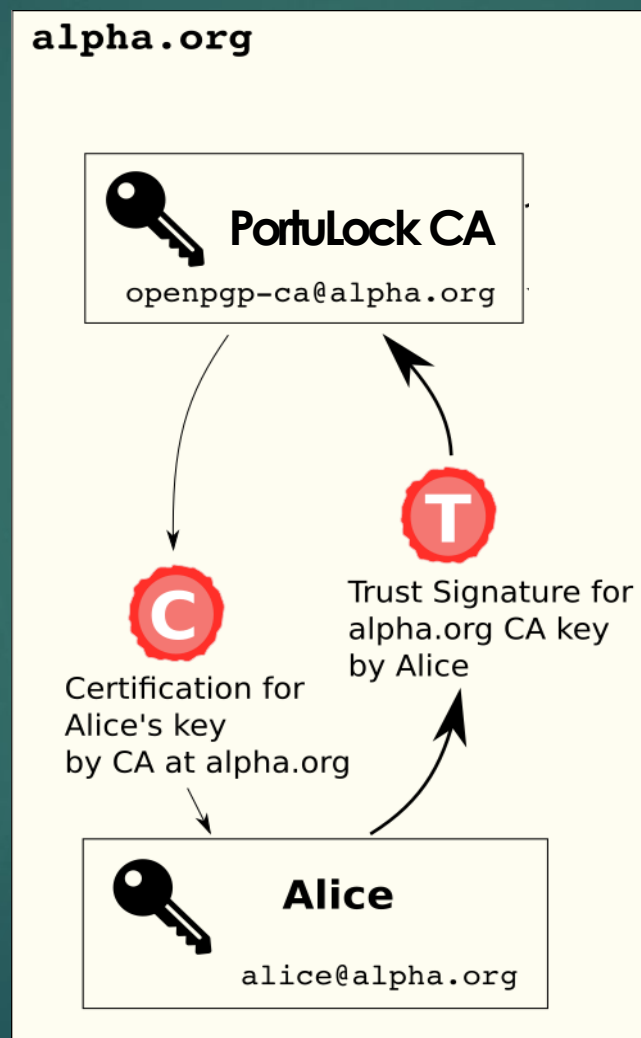 alpha.org
PortuLock CA
openpgp-ca@alpha.org
T
Trust Signature for
alpha.org CA key
by Alice
C
Certification for
Alice's key
by CA at alpha.org
Alice
alice@alpha.org